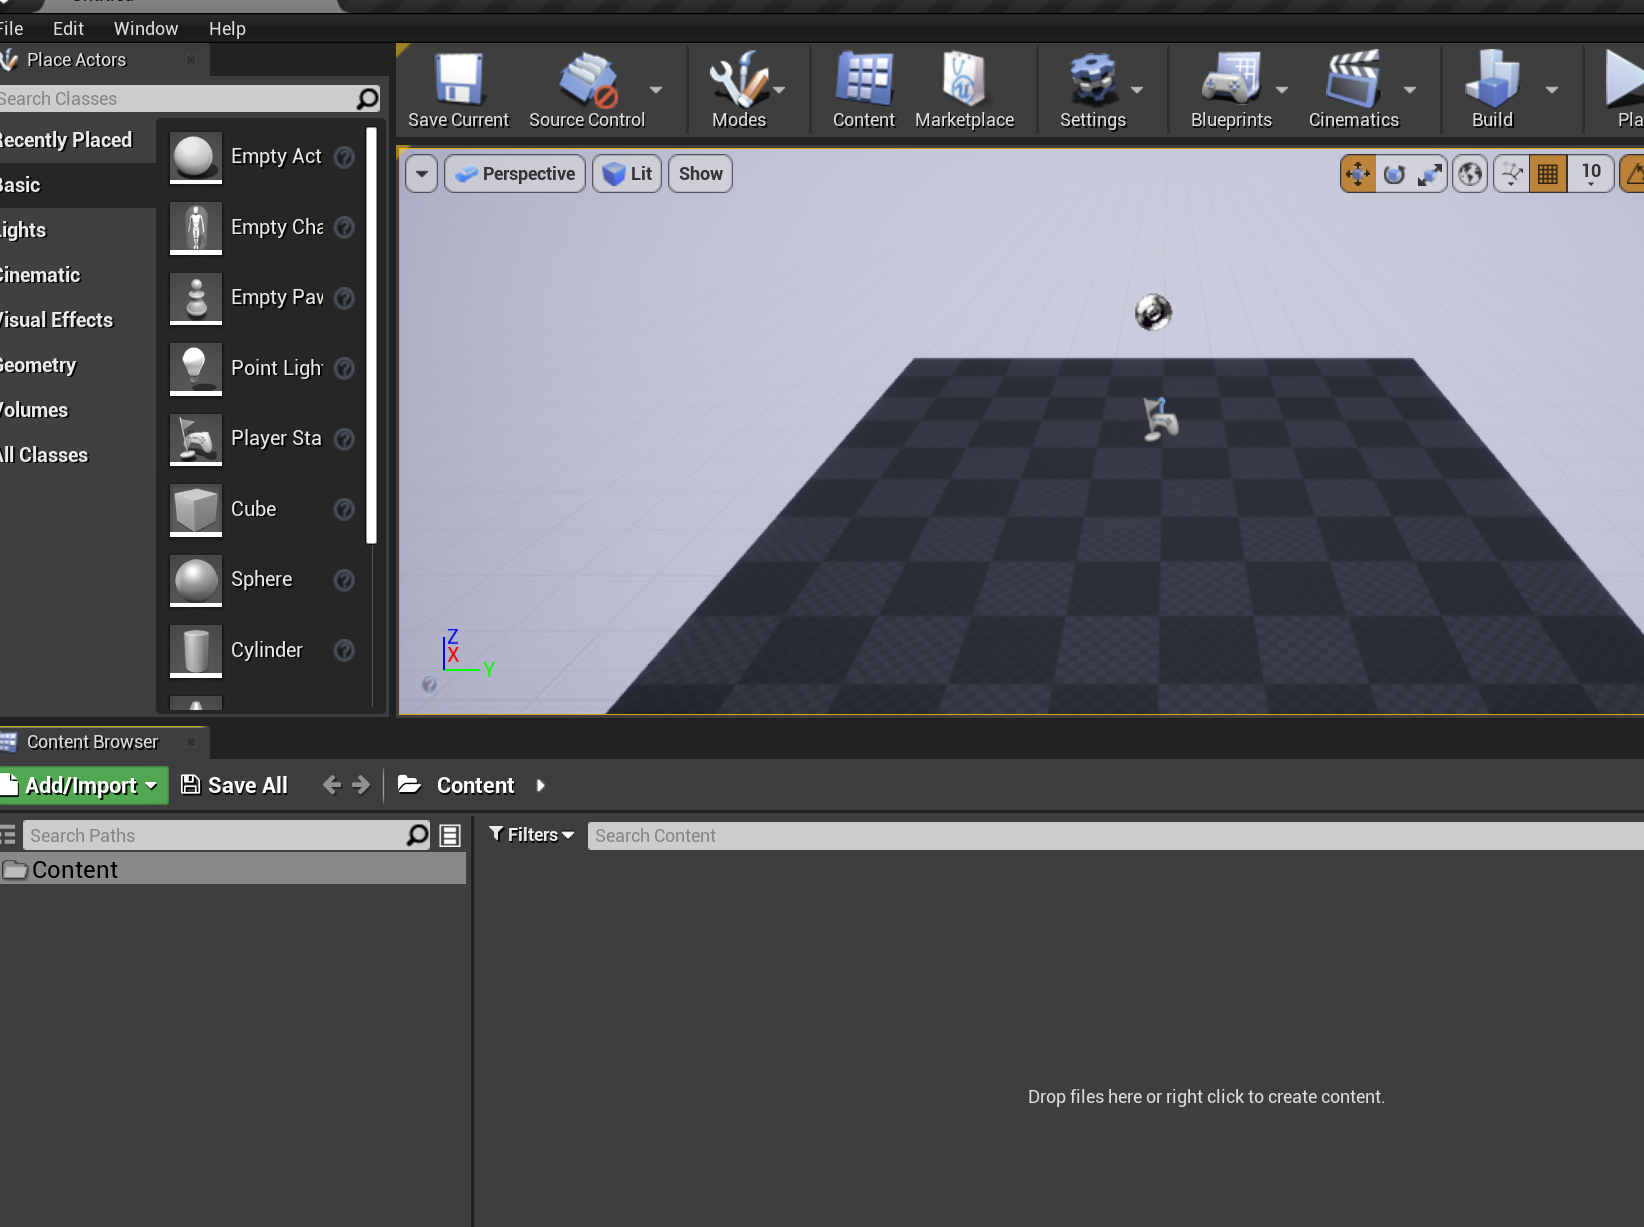 File Edit Window Help
Place Actors
Search Classes
Save Current Source Control Modes Content Marketplace Settings Blueprints Cinematics Build
Recently Placed
Basic
Lights
Cinematic
Visual Effects
Geometry
Volumes
All Classes
Empty Act
Empty Cha
Empty Paw
Point Ligh
Player Sta
Cube
Sphere
Cylinder
Perspective Lit Show
10
Z
X
Y
Content Browser
Add/Import Save All Content
Search Paths
Filters Search Content
Content
Drop files here or right click to create content.